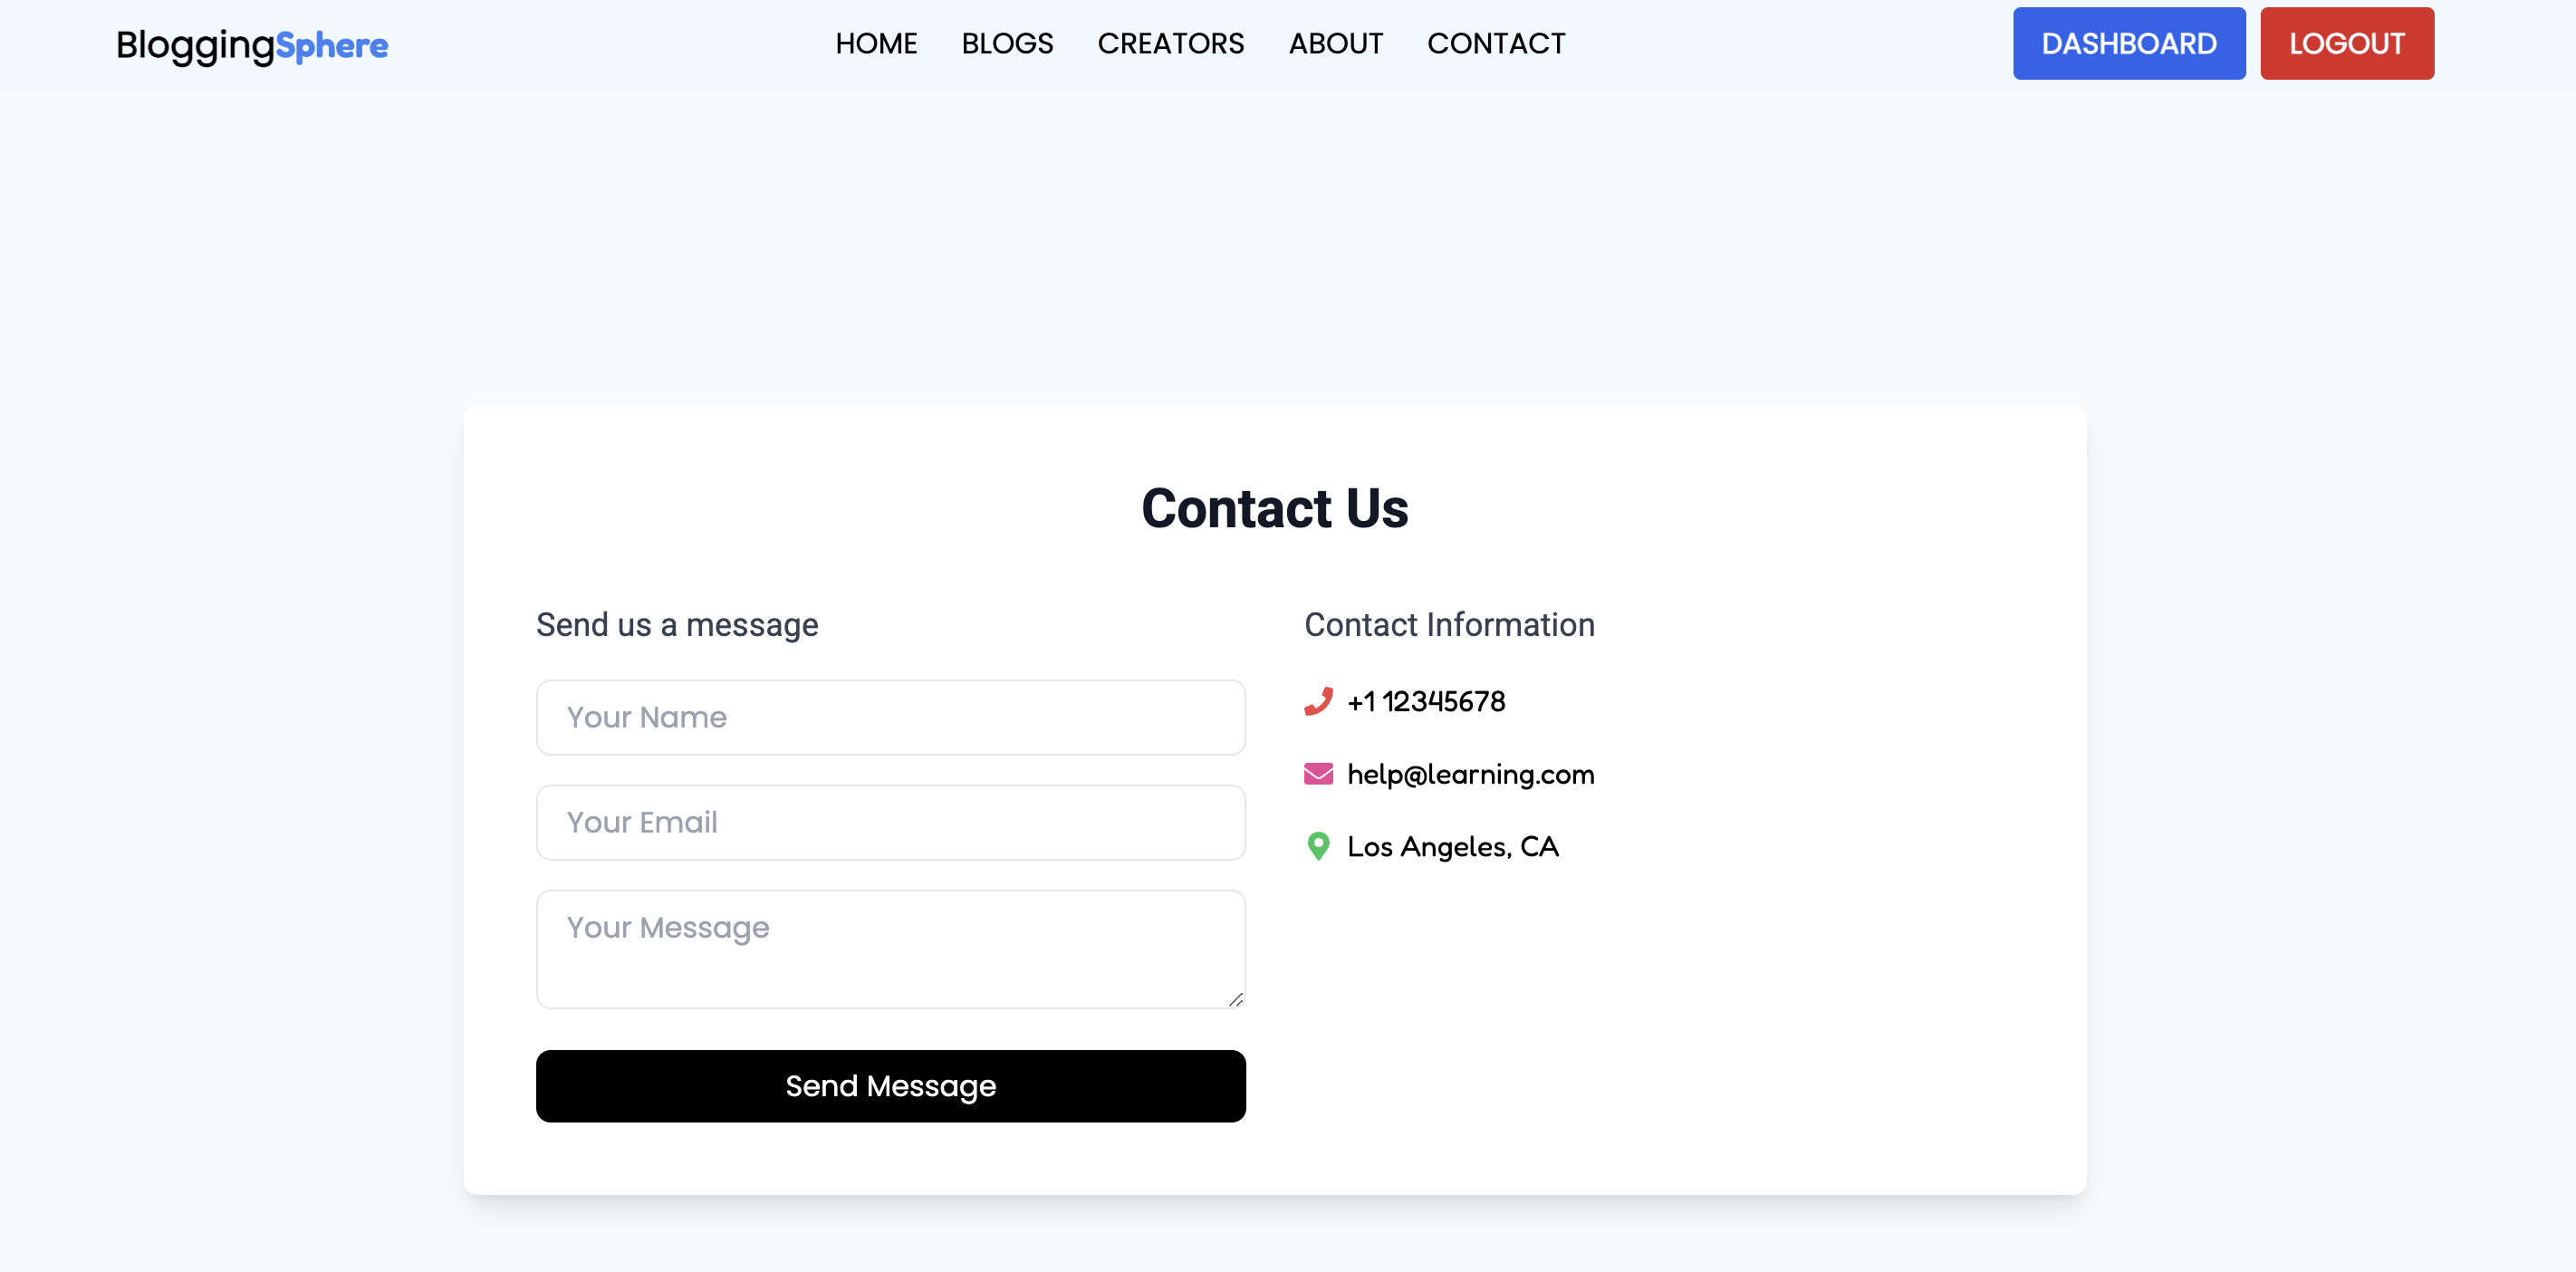 BloggingSphere
HOME BLOGS CREATORS ABOUT CONTACT
DASHBOARD LOGOUT
Contact Us
Send us a message
Your Name
Your Email
Your Message
Send Message
Contact Information
+1 12345678
help@learning.com
Los Angeles, CA